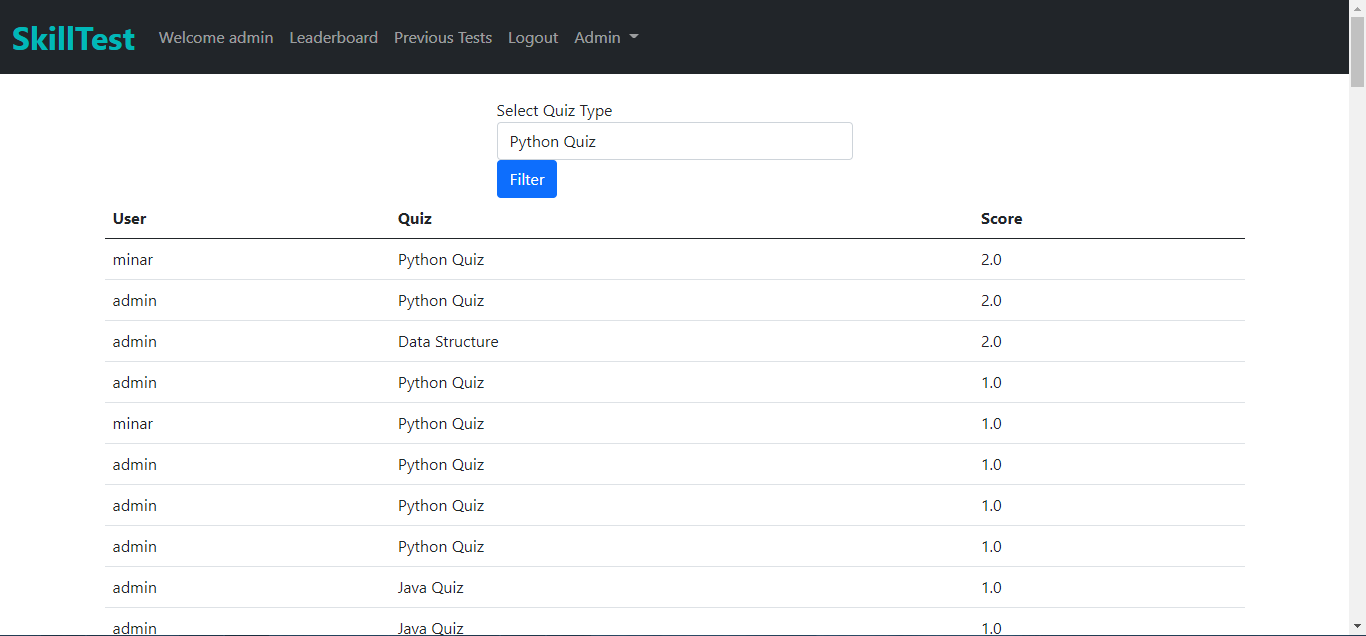 SkillTest Welcome admin Leaderboard Previous Tests Logout Admin
Select Quiz Type
Python Quiz
Filter
User Quiz Score
minar Python Quiz 2.0
admin Python Quiz 2.0
admin Data Structure 2.0
admin Python Quiz 1.0
minar Python Quiz 1.0
admin Python Quiz 1.0
admin Python Quiz 1.0
admin Python Quiz 1.0
admin Java Quiz 1.0
admin Java Quiz 1.0